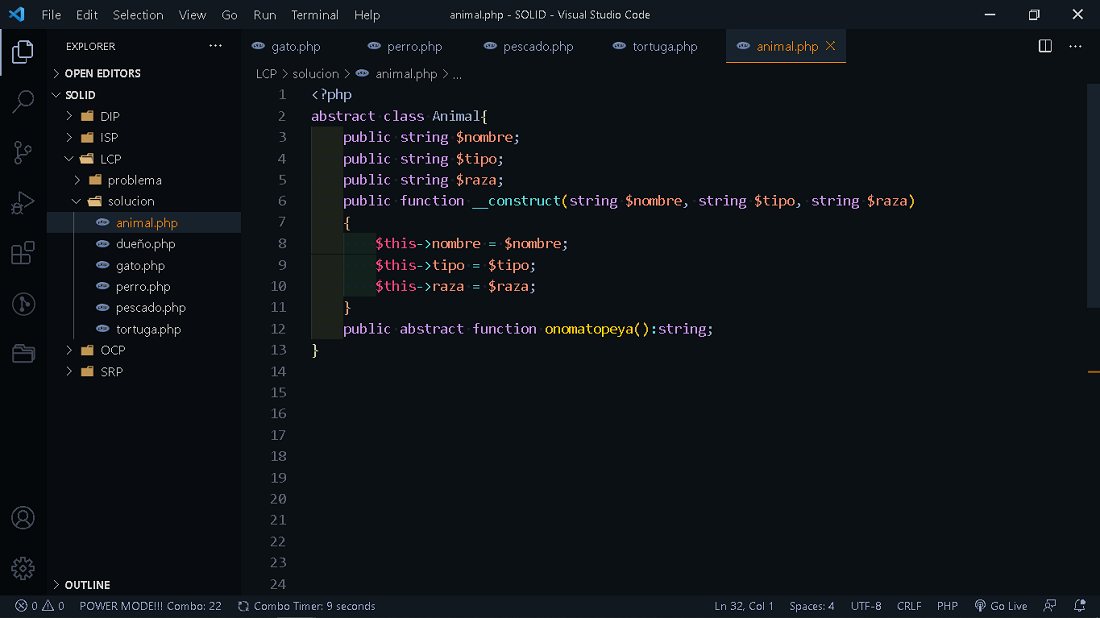 File Edit Selection View Go Run Terminal Help animal.php - SOLID - Visual Studio Code
EXPLORER ...
gato.php perro.php pescado.php tortuga.php animal.php
OPEN EDITORS
SOLID
DIP
ISP
LCP
problema
solucion
animal.php
dueño.php
gato.php
perro.php
pescado.php
tortuga.php
OCP
SRP
OUTLINE
LCP > solucion > animal.php > ...
1 <?php
2 abstract class Animal{
3 public string $nombre;
4 public string $tipo;
5 public string $raza;
6 public function __construct(string $nombre, string $tipo, string $raza)
7 {
8 $this->nombre = $nombre;
9 $this->tipo = $tipo;
10 $this->raza = $raza;
11 }
12 public abstract function onomatopeya():string;
13 }
14
15
16
17
18
19
20
21
22
23
24
0 0 POWER MODE!!! Combo: 22 Combo Timer: 9 seconds Ln 32, Col 1 Spaces: 4 UTF-8 CRLF PHP Go Live